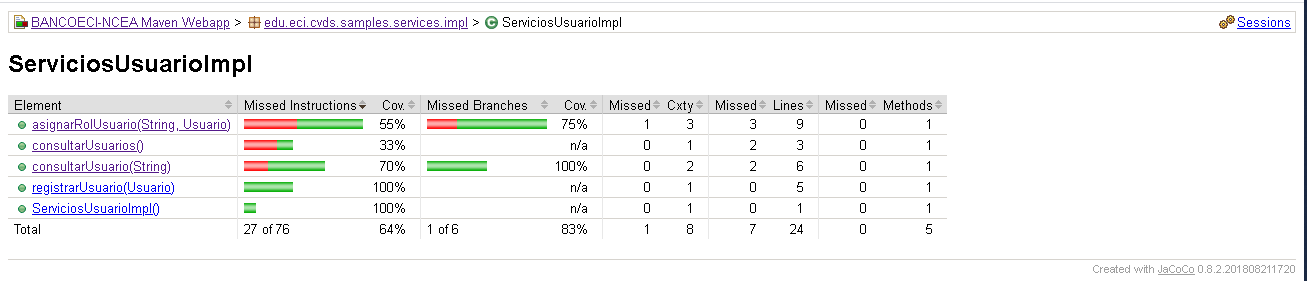 BANCOECI-NCEA Maven Webapp > edu.eci.cvds.samples.services.impl > ServiciosUsuarioImpl Sessions
ServiciosUsuarioImpl
Element Missed Instructions Cov. Missed Branches Cov. Missed Cxty Missed Lines Missed Methods
asignarRolUsuario(String, Usuario) 55% 75% 1 3 3 9 0 1
consultarUsuarios() 33% n/a 0 1 2 3 0 1
consultarUsuario(String) 70% 100% 0 2 2 6 0 1
registrarUsuario(Usuario) 100% n/a 0 1 0 5 0 1
ServiciosUsuarioImpl() 100% n/a 0 1 0 1 0 1
Total 27 of 76 64% 1 of 6 83% 1 8 7 24 0 5
Created with JaCoCo 0.8.2.201808211720